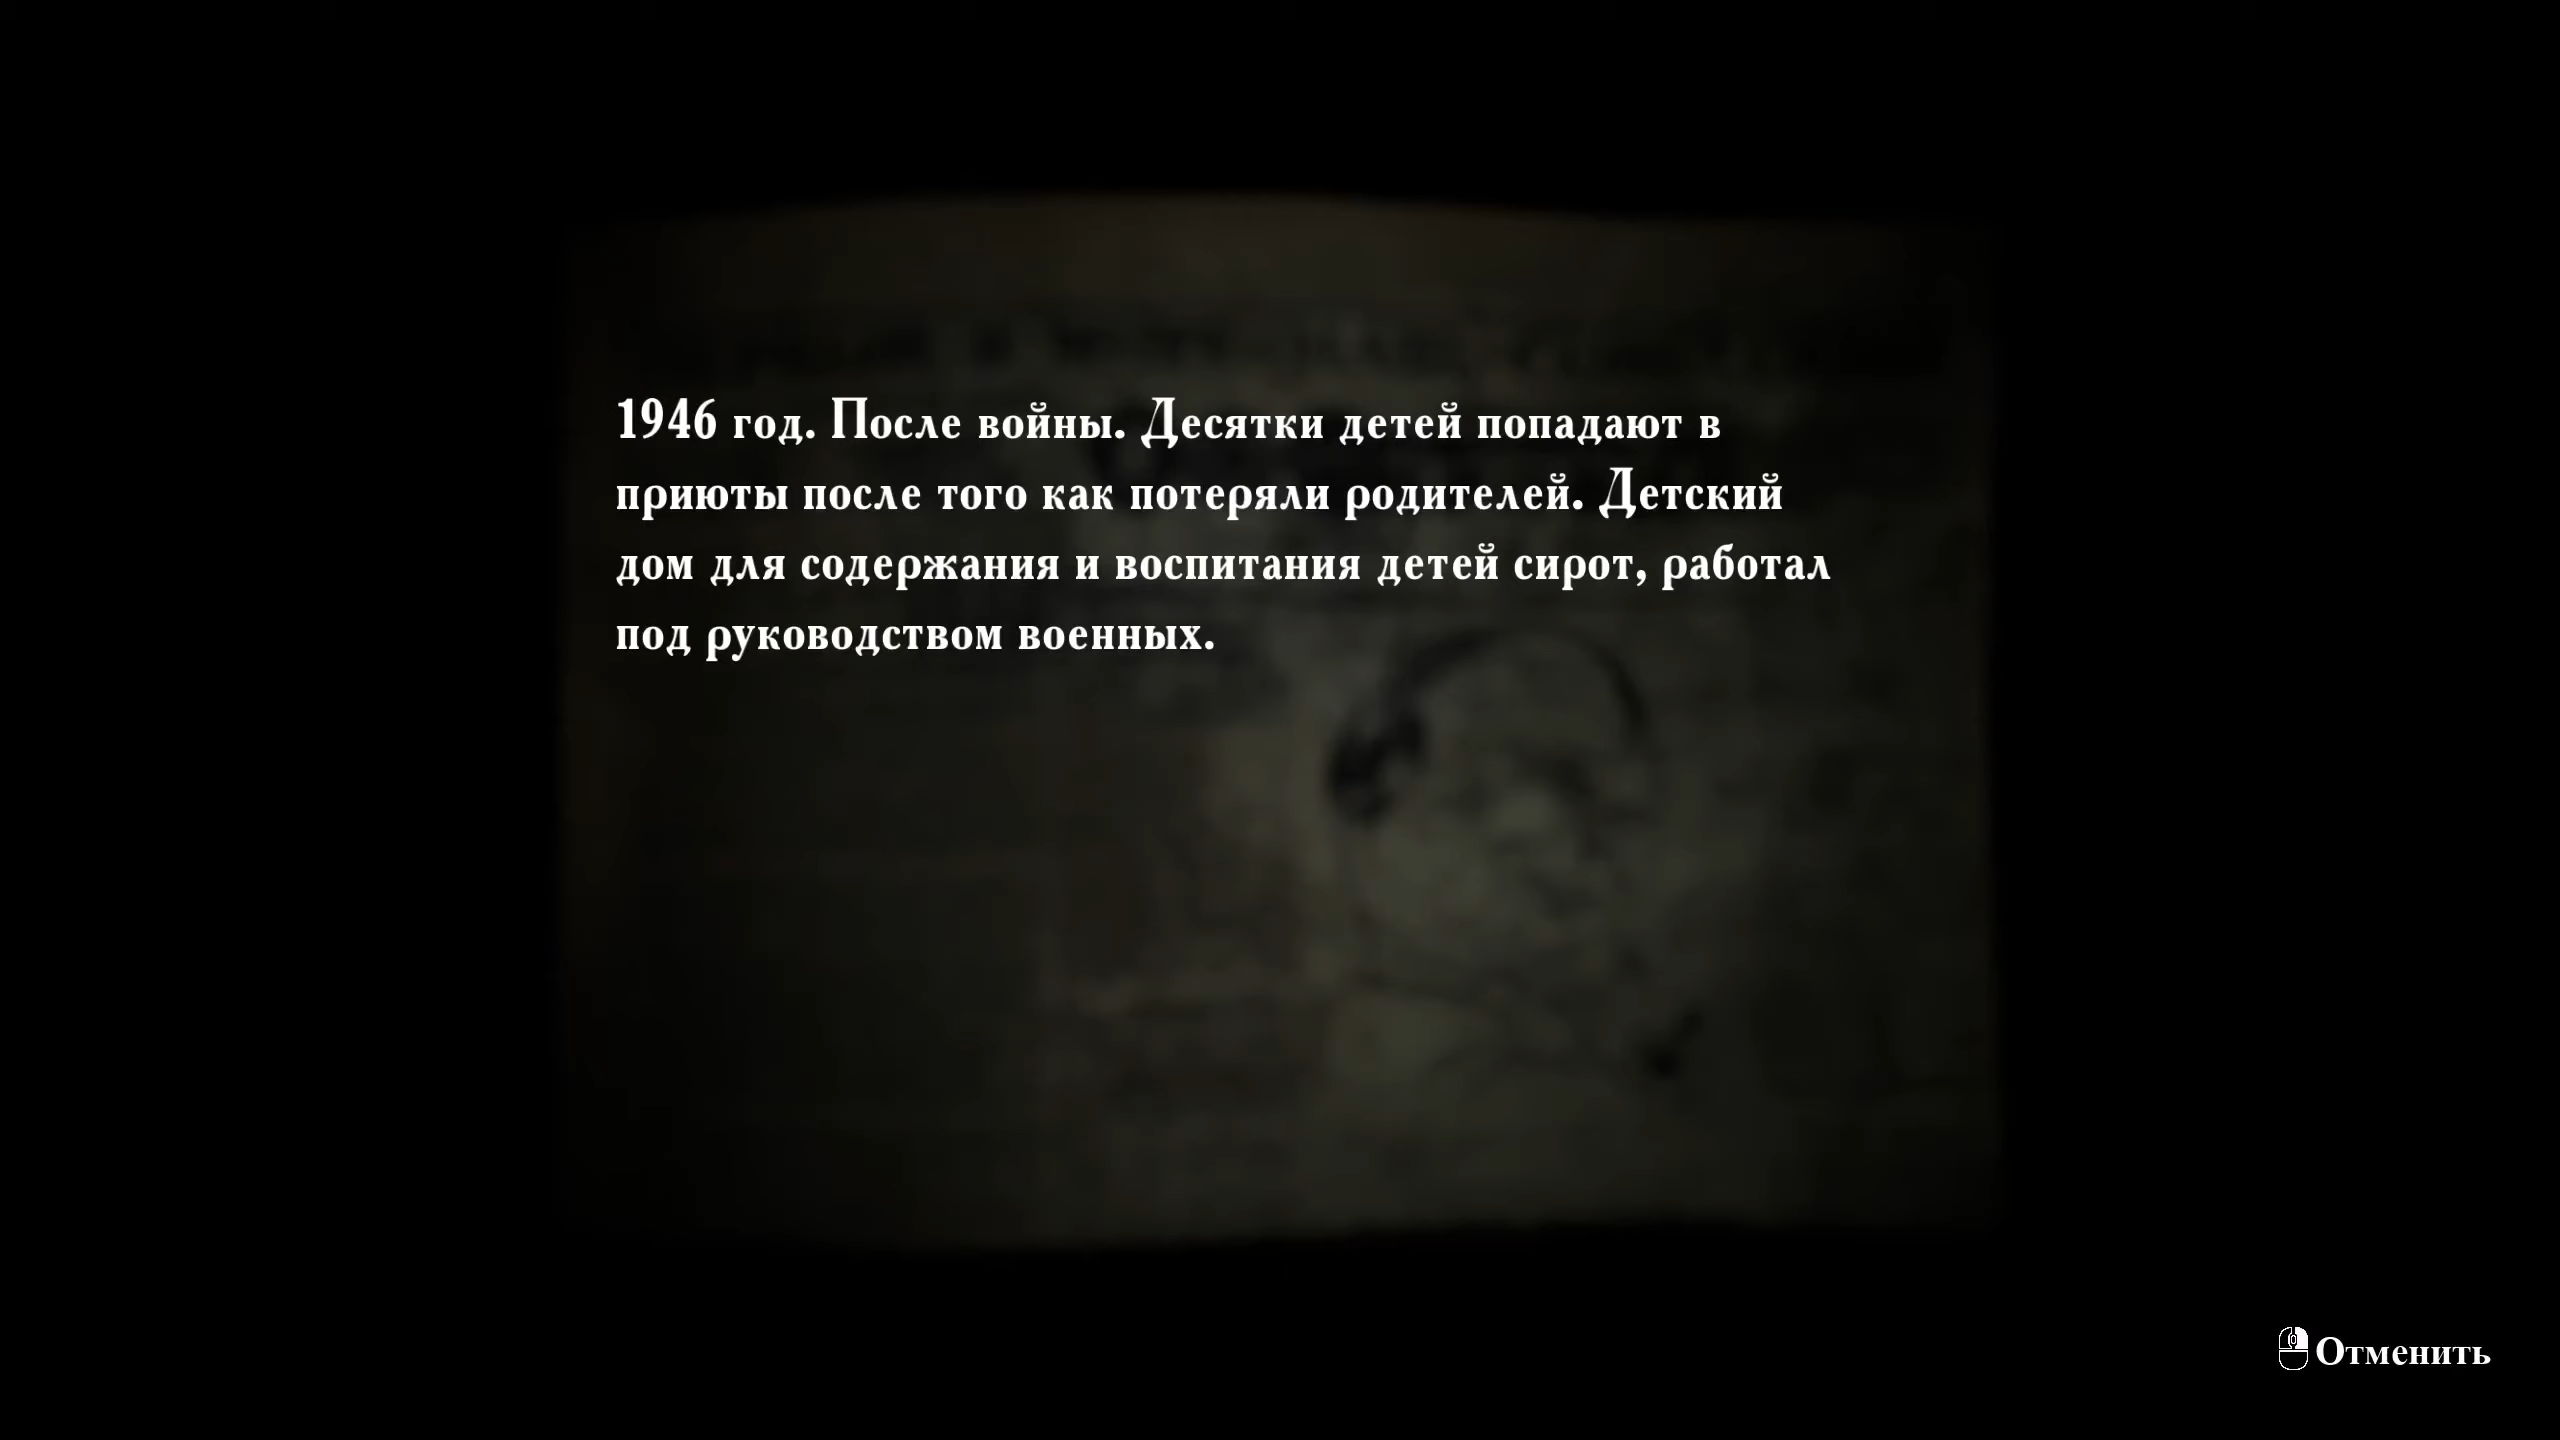 1946 год. После войны. Десятки детей попадают в
приюты после того как потеряли родителей. Детский
дом для содержания и воспитания детей сирот, работал
под руководством военных.
Отменить